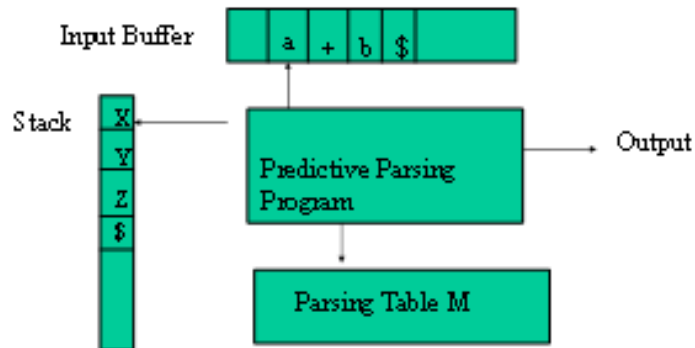 Input Buffer
a + b $
Stack
X
Y
Z
$
Predictive Parsing
Program
Output
Parsing Table M